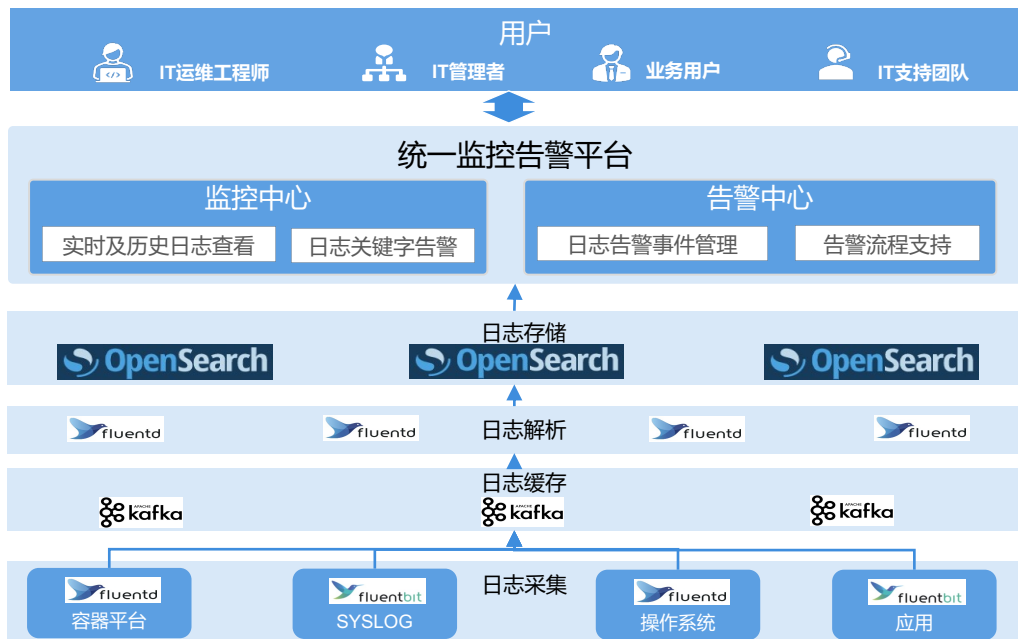 用户
IT运维工程师 IT管理者 业务用户 IT支持团队
统一监控告警平台
监控中心 告警中心
实时及历史日志查看 日志关键字告警 日志告警事件管理 告警流程支持
日志存储
OpenSearch OpenSearch OpenSearch
fluentd fluentd 日志解析 fluentd fluentd
日志缓存
APACHE kafka APACHE kafka APACHE kafka
日志采集
fluentd fluentbit fluentd fluentbit
容器平台 SYSLOG 操作系统 应用